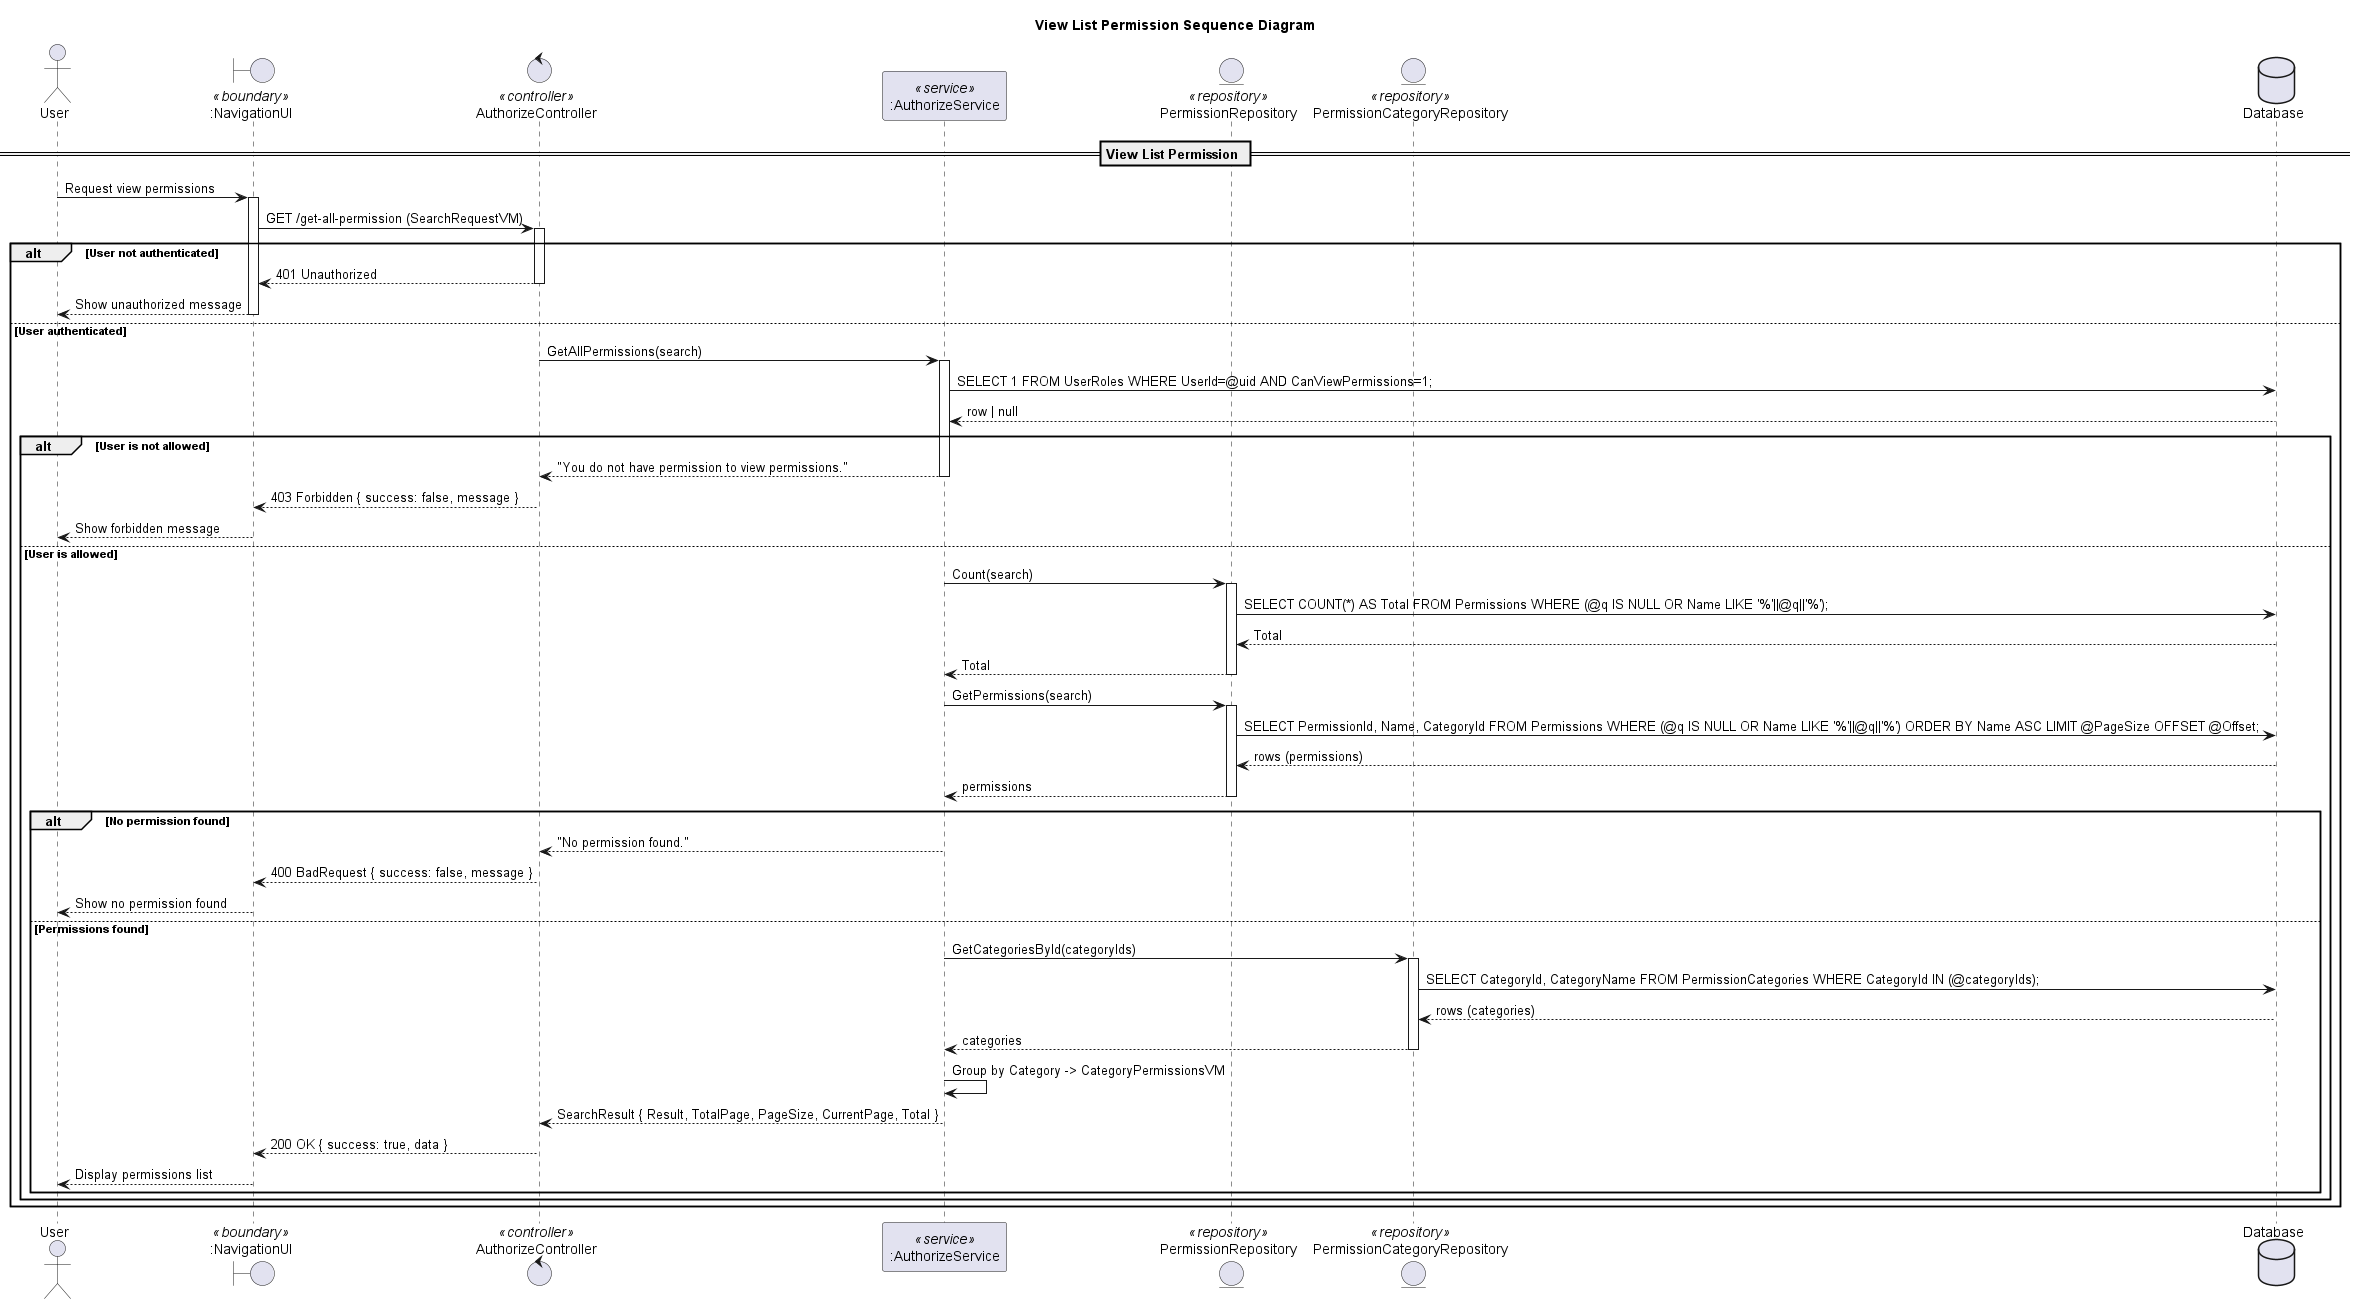 View List Permission Sequence Diagram
User
«boundary»
:NavigationUI
«controller»
AuthorizeController
«service»
:AuthorizeService
«repository»
PermissionRepository
«repository»
PermissionCategoryRepository
Database
View List Permission
Request view permissions
GET /get-all-permission (SearchRequestVM)
alt [User not authenticated]
401 Unauthorized
Show unauthorized message
[User authenticated]
GetAllPermissions(search)
SELECT 1 FROM UserRoles WHERE UserId=@uid AND CanViewPermissions=1;
row | null
alt [User is not allowed]
"You do not have permission to view permissions."
403 Forbidden { success: false, message }
Show forbidden message
[User is allowed]
Count(search)
SELECT COUNT(*) AS Total FROM Permissions WHERE (@q IS NULL OR Name LIKE '%'||@q||'%');
Total
Total
GetPermissions(search)
SELECT PermissionId, Name, CategoryId FROM Permissions WHERE (@q IS NULL OR Name LIKE '%'||@q||'%') ORDER BY Name ASC LIMIT @PageSize OFFSET @Offset;
rows (permissions)
permissions
alt [No permission found]
"No permission found."
400 BadRequest { success: false, message }
Show no permission found
[Permissions found]
GetCategoriesById(categoryIds)
SELECT CategoryId, CategoryName FROM PermissionCategories WHERE CategoryId IN (@categoryIds);
rows (categories)
categories
Group by Category -> CategoryPermissionsVM
SearchResult { Result, TotalPage, PageSize, CurrentPage, Total }
200 OK { success: true, data }
Display permissions list
User
«boundary»
:NavigationUI
«controller»
AuthorizeController
«service»
:AuthorizeService
«repository»
PermissionRepository
«repository»
PermissionCategoryRepository
Database